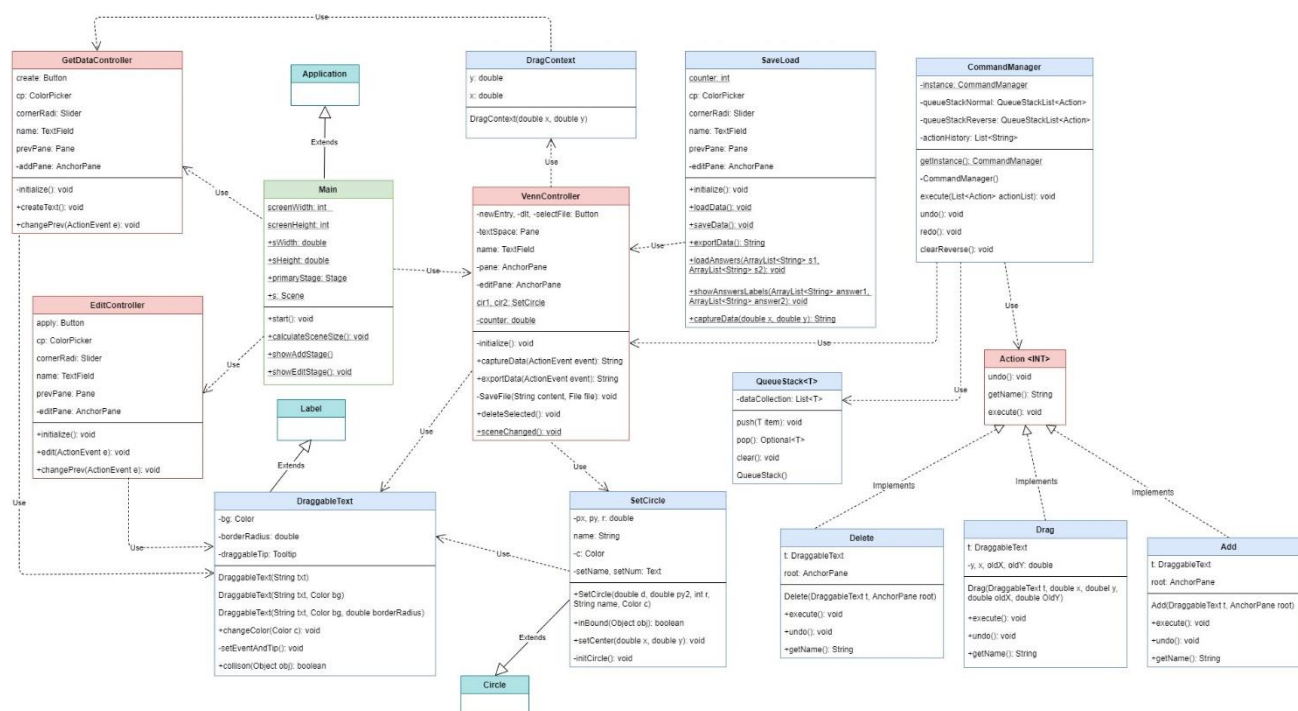 Use
GetDataController
create: Button
cp: ColorPicker
cornerRadi: Slider
name: TextField
prevPane: Pane
-addPane: AnchorPane
-initialize(): void
+createText(): void
+changePrev(ActionEvent e): void
Application
Extends
Main
screenWidth: int
screenHeight: int
+sWidth: double
+sHeight: double
+primaryStage: Stage
+s: Scene
+start(): void
+calculateSceneSize(): void
+showAddStage()
+showEditStage(): void
Use
Use
Use
EditController
apply: Button
cp: ColorPicker
cornerRadi: Slider
name: TextField
prevPane: Pane
-editPane: AnchorPane
+initialize(): void
+edit(ActionEvent e): void
+changePrev(ActionEvent e): void
Use
Use
Label
Extends
DraggableText
-bg: Color
-borderRadius: double
-draggableTip: Tooltip
DraggableText(String txt)
DraggableText(String txt, Color bg)
DraggableText(String txt, Color bg, double borderRadius)
+changeColor(Color c): void
-setEventAndTip(): void
+collison(Object obj): boolean
DragContext
y: double
x: double
DragContext(double x, double y)
Use
VennController
-newEntry, -dlt, -selectFile: Button
-textSpace: Pane
name: TextField
-pane: AnchorPane
-editPane: AnchorPane
cir1, cir2: SetCircle
-counter: double
-initialize(): void
+captureData(ActionEvent event): String
+exportData(ActionEvent event): String
-SaveFile(String content, File file): void
+deleteSelected(): void
+sceneChanged(): void
Use
Use
Use
SetCircle
-px, py, r: double
name: String
-c: Color
-setName, setNum: Text
+SetCircle(double d, double py2, int r,
String name, Color c)
+inBound(Object obj): boolean
+setCenter(double x, double y): void
-initCircle(): void
Extends
Circle
SaveLoad
counter: int
cp: ColorPicker
cornerRadi: Slider
name: TextField
prevPane: Pane
-editPane: AnchorPane
+initialize(): void
+loadData(): void
+saveData(): void
+exportData(): String
+loadAnswers(ArrayList<String> s1,
ArrayList<String> s2): void
+showAnswersLabels(ArrayList<String> answer1,
ArrayList<String> answer2): void
+captureData(double x, double y): String
Use
CommandManager
-instance: CommandManager
-queueStackNormal: QueueStackList<Action>
-queueStackReverse: QueueStackList<Action>
-actionHistory: List<String>
getInstance(): CommandManager
-CommandManager()
execute(List<Action> actionList): void
undo(): void
redo(): void
clearReverse(): void
Use
Use
Use
QueueStack<T>
-dataCollection: List<T>
push(T item): void
pop(): Optional<T>
clear(): void
QueueStack()
Action <INT>
undo(): void
getName(): String
execute(): void
Implements
Implements
Implements
Delete
t: DraggableText
root: AnchorPane
Delete(DraggableText t, AnchorPane root)
+execute(): void
+undo(): void
+getName(): String
Drag
t: DraggableText
-y, x, oldX, oldY: double
Drag(DraggableText t, double x, doubel y,
double oldX, double OldY)
+execute(): void
+undo(): void
+getName(): String
Add
t: DraggableText
root: AnchorPane
Add(DraggableText t, AnchorPane root)
+execute(): void
+undo(): void
+getName(): String